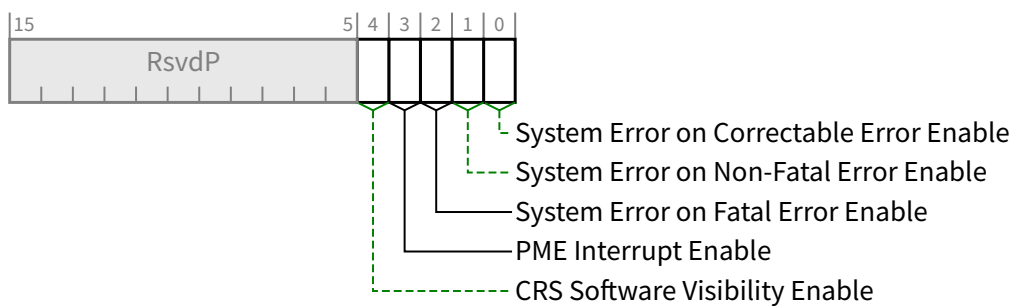 15 5 4 3 2 1 0
RsvdP
System Error on Correctable Error Enable
System Error on Non-Fatal Error Enable
System Error on Fatal Error Enable
PME Interrupt Enable
CRS Software Visibility Enable